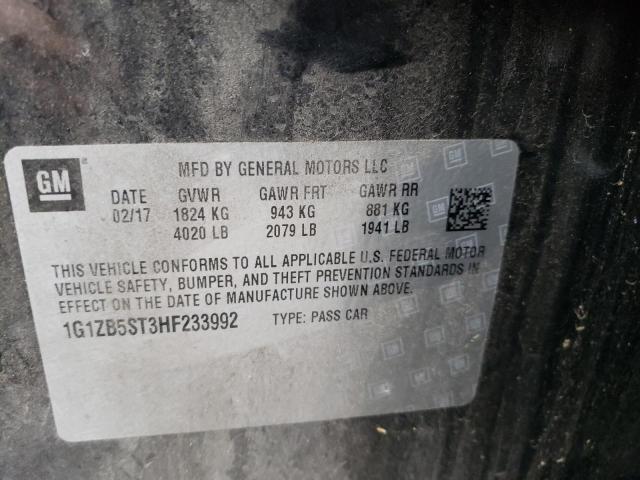 GM
MFD BY GENERAL MOTORS LLC
DATE GVWR GAWR FRT GAWR RR
02/17 1824 KG 943 KG 881 KG
4020 LB 2079 LB 1941 LB
THIS VEHICLE CONFORMS TO ALL APPLICABLE U.S. FEDERAL MOTOR
VEHICLE SAFETY, BUMPER, AND THEFT PREVENTION STANDARDS IN
EFFECT ON THE DATE OF MANUFACTURE SHOWN ABOVE.
1G1ZB5ST3HF233992 TYPE: PASS CAR